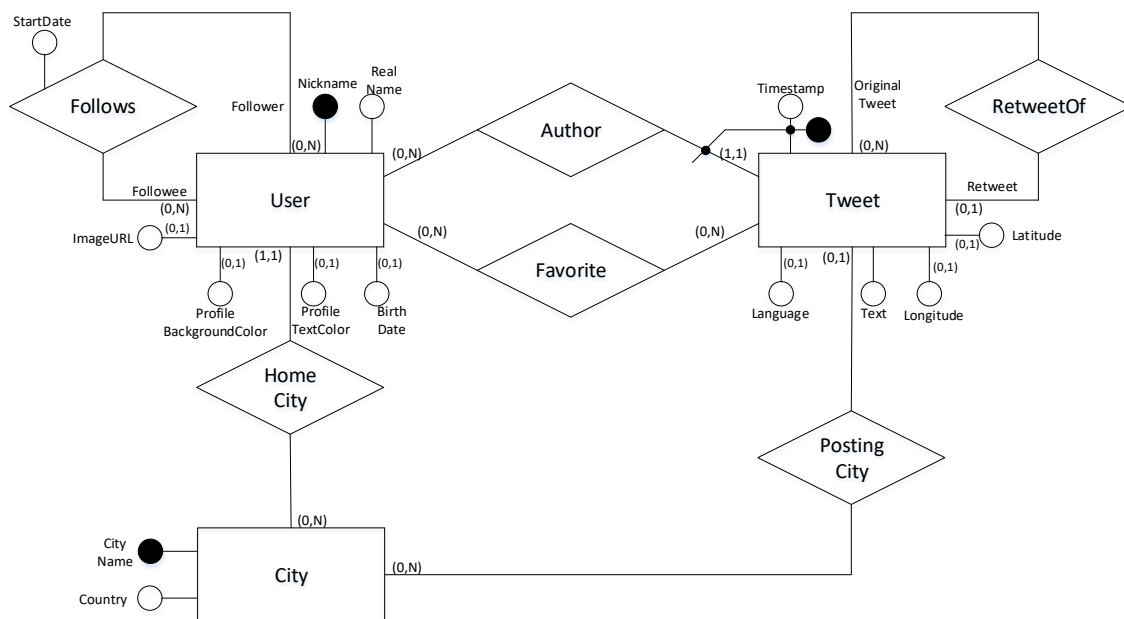 StartDate
Follows
Follower
Nickname
Real
Name
(0,N)
(0,N)
Followee
(0,N)
User
ImageURL
(0,1)
(1,1)
(0,1)
Profile
BackgroundColor
(0,1)
Profile
TextColor
(0,1)
Birth
Date
Author
(1,1)
(0,N)
Favorite
(0,N)
Timestamp
Original
Tweet
(0,N)
RetweetOf
Tweet
Retweet
(0,1)
(0,1)
Latitude
(0,1)
Language
(0,1)
Text
(0,1)
Longitude
Home
City
Posting
City
(0,N)
City
Name
Country
City
(0,N)